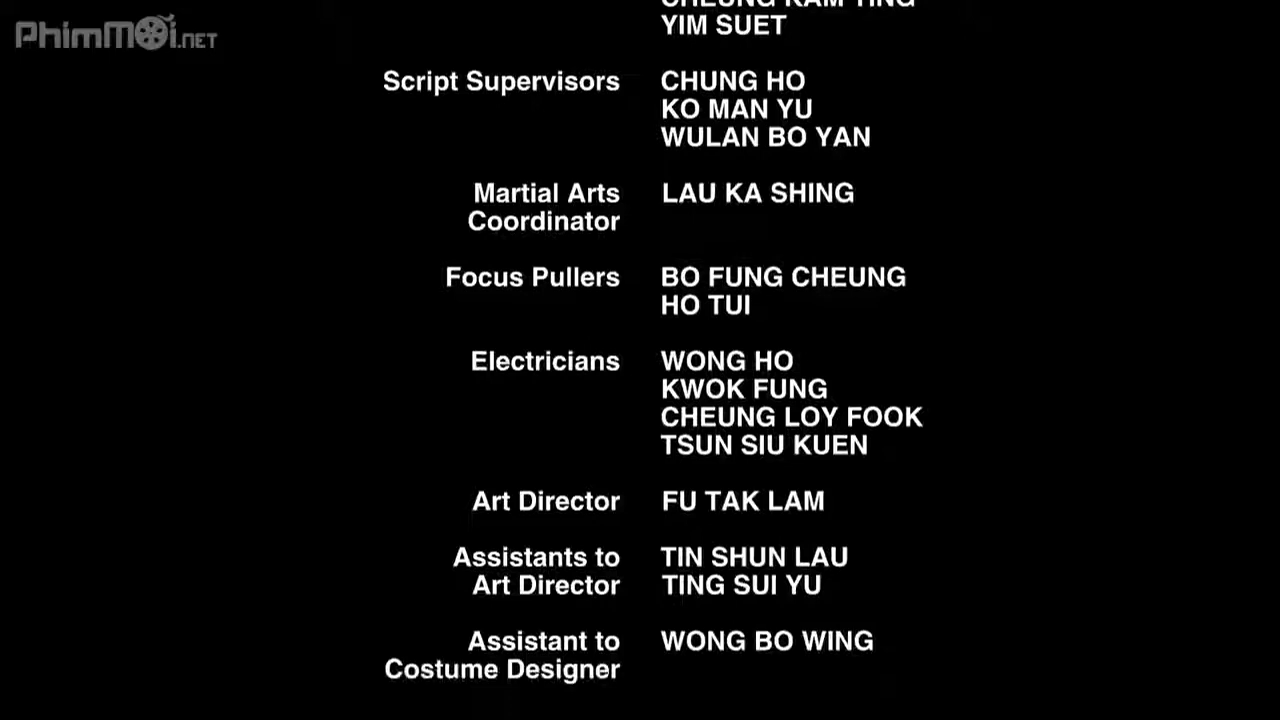 PhimMoi.NET
CHEUNG KAM TING
YIM SUET
Script Supervisors CHUNG HO
KO MAN YU
WULAN BO YAN
Martial Arts LAU KA SHING
Coordinator
Focus Pullers BO FUNG CHEUNG
HO TUI
Electricians WONG HO
KWOK FUNG
CHEUNG LOY FOOK
TSUN SIU KUEN
Art Director FU TAK LAM
Assistants to TIN SHUN LAU
Art Director TING SUI YU
Assistant to WONG BO WING
Costume Designer